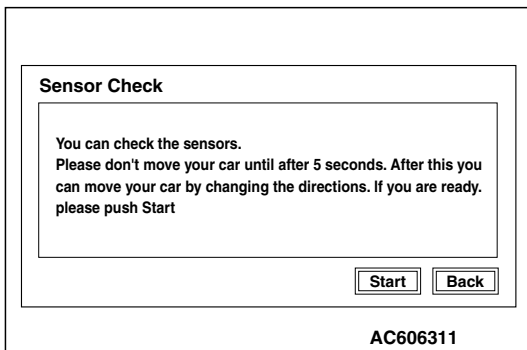 Sensor Check
You can check the sensors.
Please don't move your car until after 5 seconds. After this you
can move your car by changing the directions. If you are ready.
please push Start
Start Back
AC606311